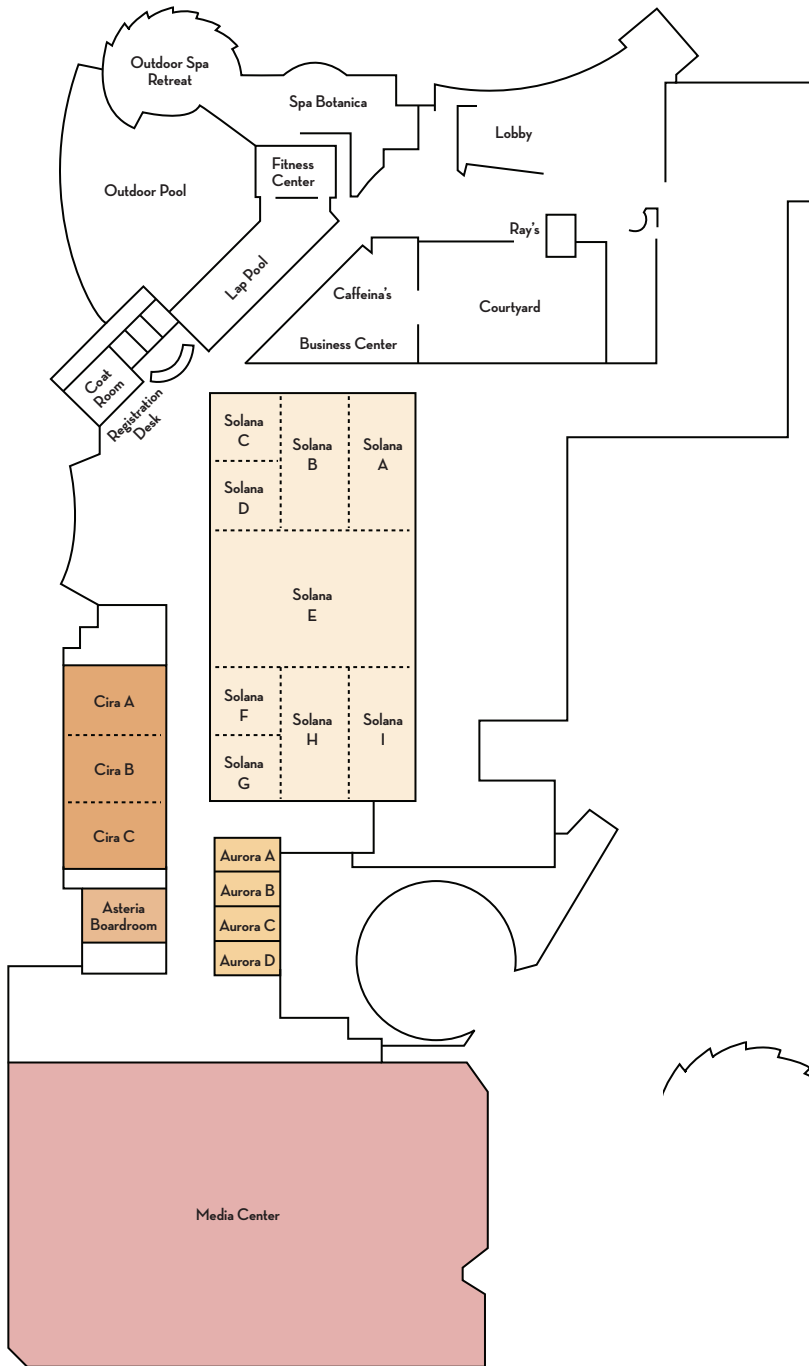 Outdoor Spa
Retreat
Spa Botanica
Lobby
Fitness
Center
Outdoor Pool
Ray's
Lap Pool
Caffeina's
Courtyard
Business Center
Coat
Room
Registration
Desk
Solana
C
Solana
B
Solana
A
Solana
D
Solana
E
Solana
F
Solana
H
Solana
I
Solana
G
Cira A
Cira B
Cira C
Aurora A
Aurora B
Aurora C
Aurora D
Asteria
Boardroom
Media Center